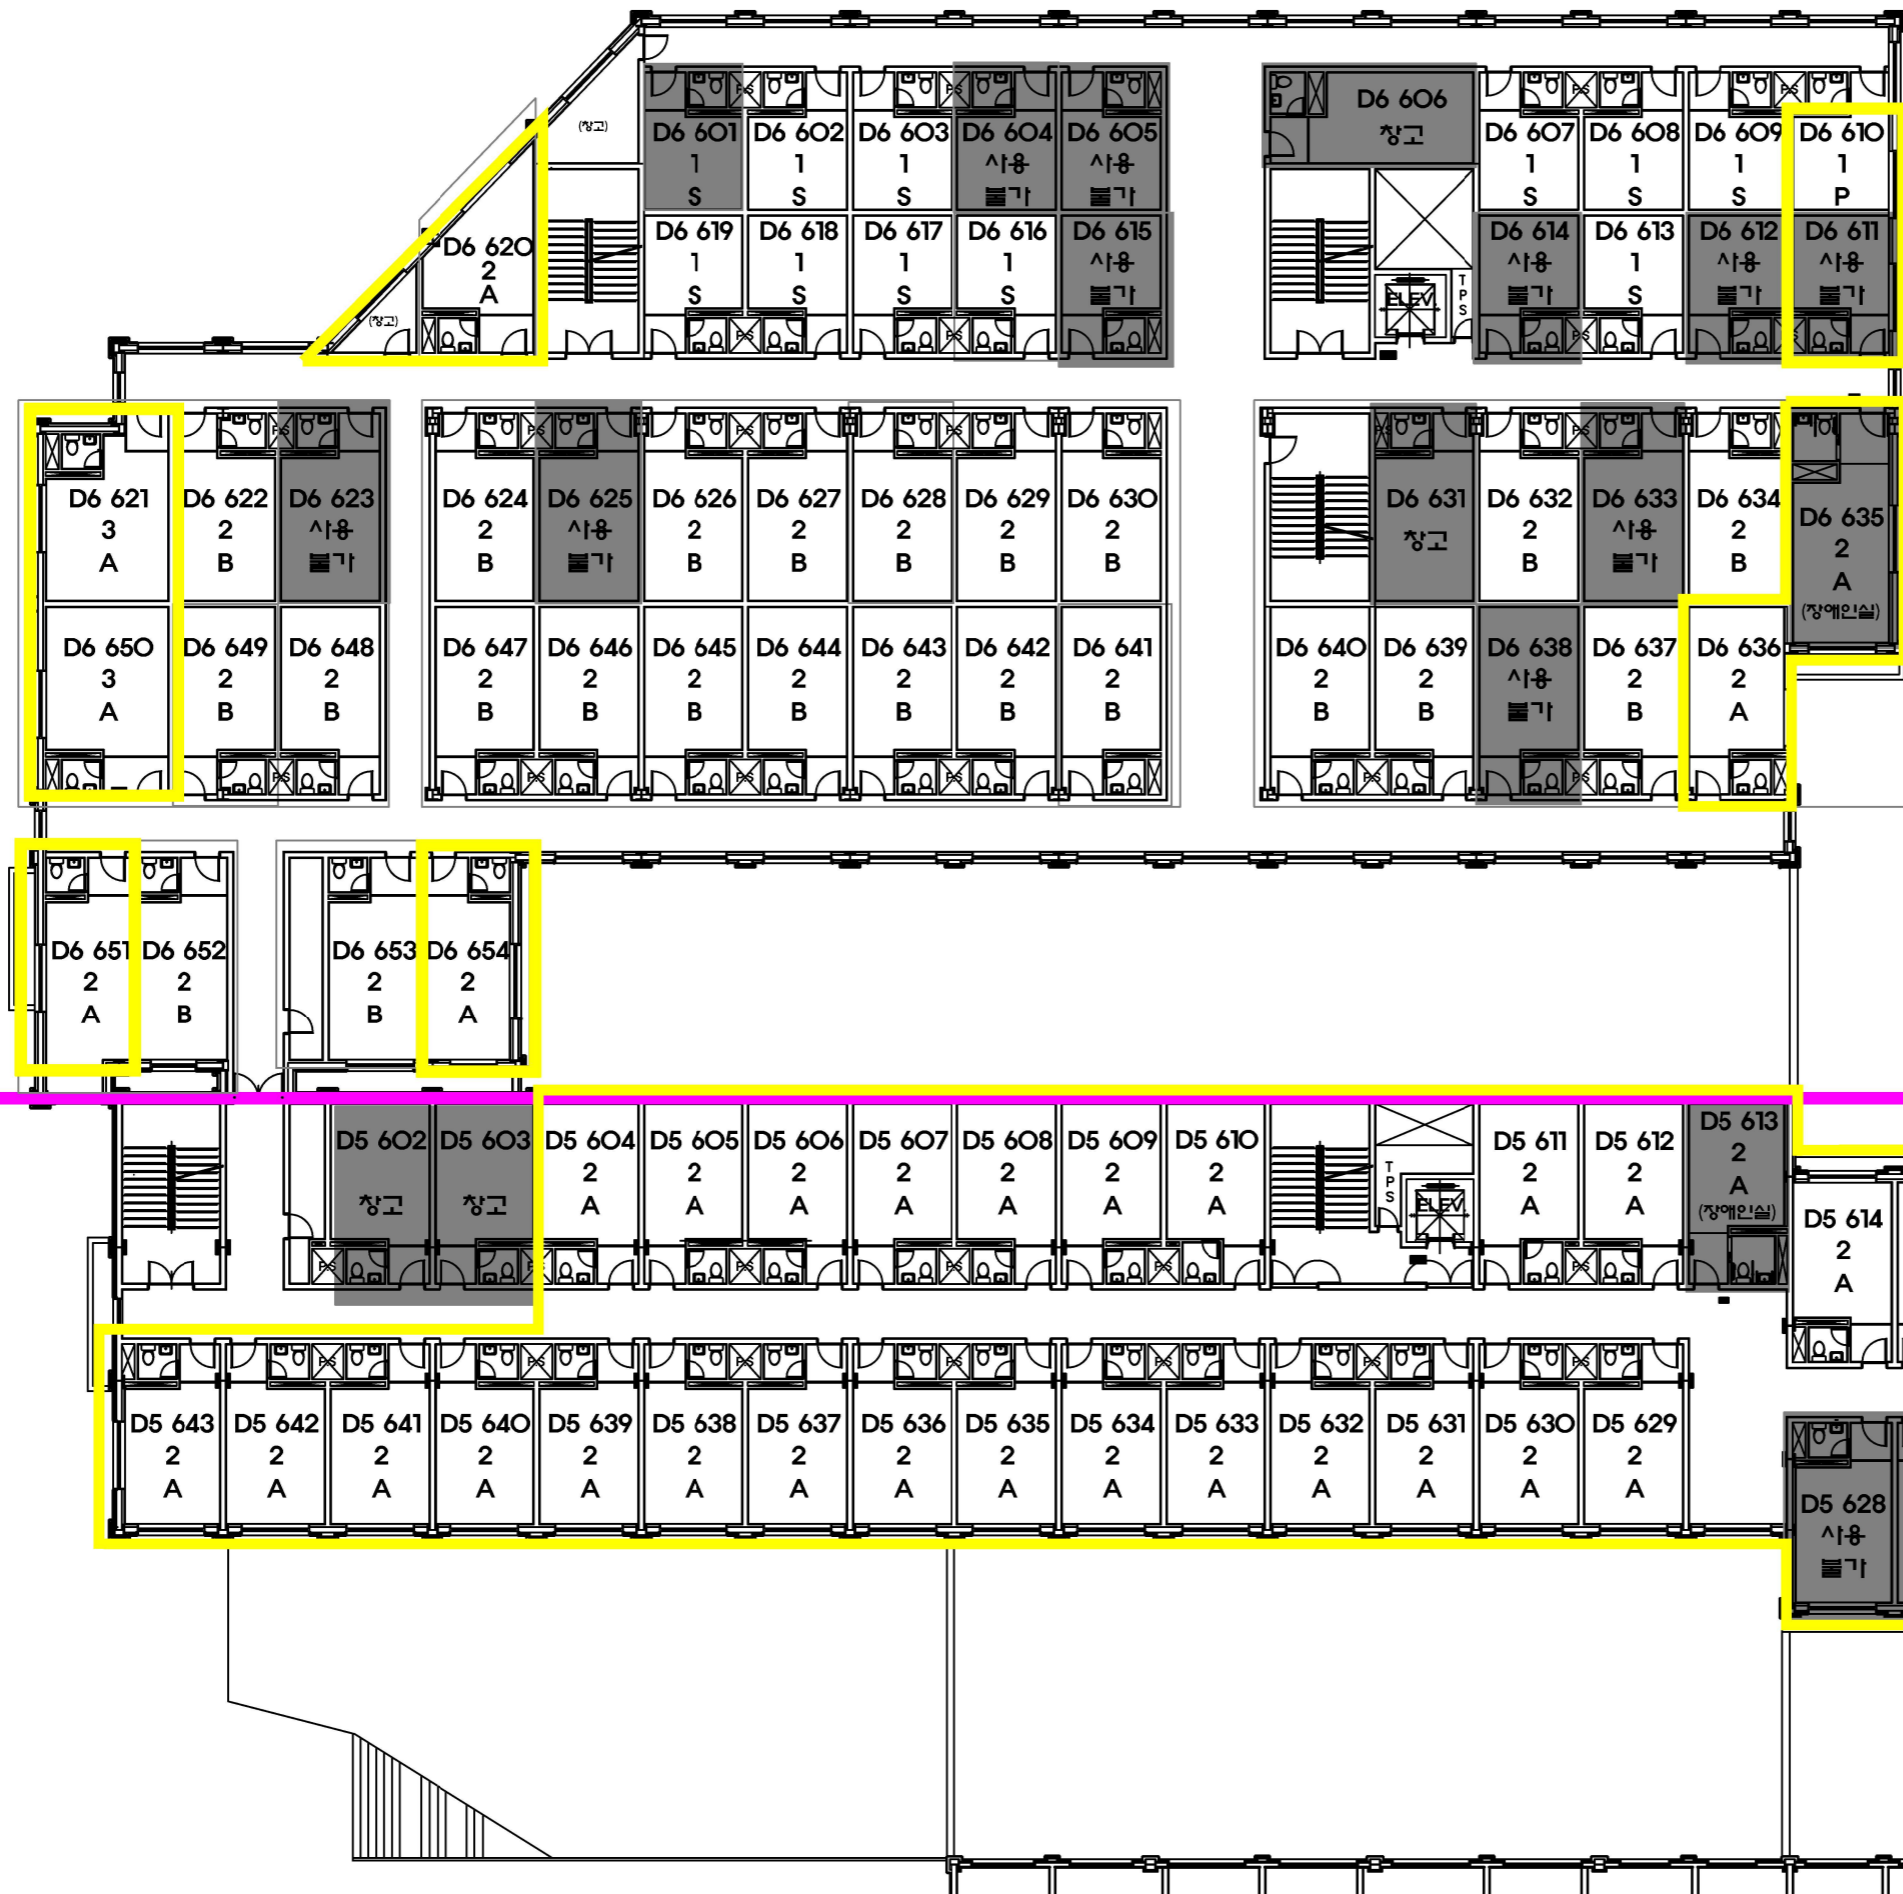 (창고)
D6 601
1
S
D6 602
1
S
D6 603
1
S
D6 604
사용
불가
D6 605
사용
불가
D6 606
창고
D6 607
1
S
D6 608
1
S
D6 609
1
S
D6 610
1
P
D6 620
2
A
(창고)
D6 619
1
S
D6 618
1
S
D6 617
1
S
D6 616
1
S
D6 615
사용
불가
ELEV.
TPS
D6 614
사용
불가
D6 613
1
S
D6 612
사용
불가
D6 611
사용
불가
D6 621
3
A
D6 622
2
B
D6 623
사용
불가
D6 624
2
B
D6 625
사용
불가
D6 626
2
B
D6 627
2
B
D6 628
2
B
D6 629
2
B
D6 630
2
B
D6 631
창고
D6 632
2
B
D6 633
사용
불가
D6 634
2
B
D6 635
2
A
(장애인실)
D6 650
3
A
D6 649
2
B
D6 648
2
B
D6 647
2
B
D6 646
2
B
D6 645
2
B
D6 644
2
B
D6 643
2
B
D6 642
2
B
D6 641
2
B
D6 640
2
B
D6 639
2
B
D6 638
사용
불가
D6 637
2
B
D6 636
2
A
D6 651
2
A
D6 652
2
B
D6 653
2
B
D6 654
2
A
D5 602
창고
D5 603
창고
D5 604
2
A
D5 605
2
A
D5 606
2
A
D5 607
2
A
D5 608
2
A
D5 609
2
A
D5 610
2
A
TPS
ELEV.
D5 611
2
A
D5 612
2
A
D5 613
2
A
(장애인실)
D5 614
2
A
D5 643
2
A
D5 642
2
A
D5 641
2
A
D5 640
2
A
D5 639
2
A
D5 638
2
A
D5 637
2
A
D5 636
2
A
D5 635
2
A
D5 634
2
A
D5 633
2
A
D5 632
2
A
D5 631
2
A
D5 630
2
A
D5 629
2
A
D5 628
사용
불가